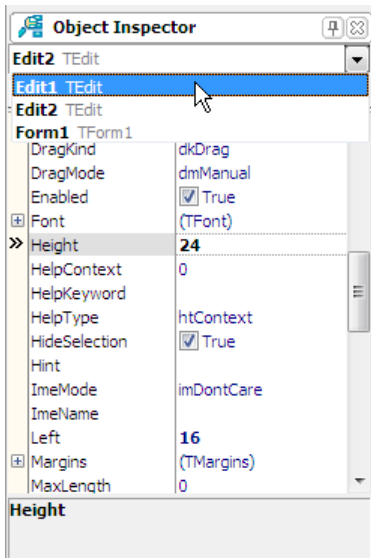 Object Inspector
Edit2 TEdit
Edit1 TEdit
Edit2 TEdit
Form1 TForm1
DragKind dkDrag
DragMode dmManual
Enabled True
Font (TFont)
Height 24
HelpContext 0
HelpKeyword
HelpType htContext
HideSelection True
Hint
ImeMode imDontCare
ImeName
Left 16
Margins (TMargins)
MaxLength 0
Height